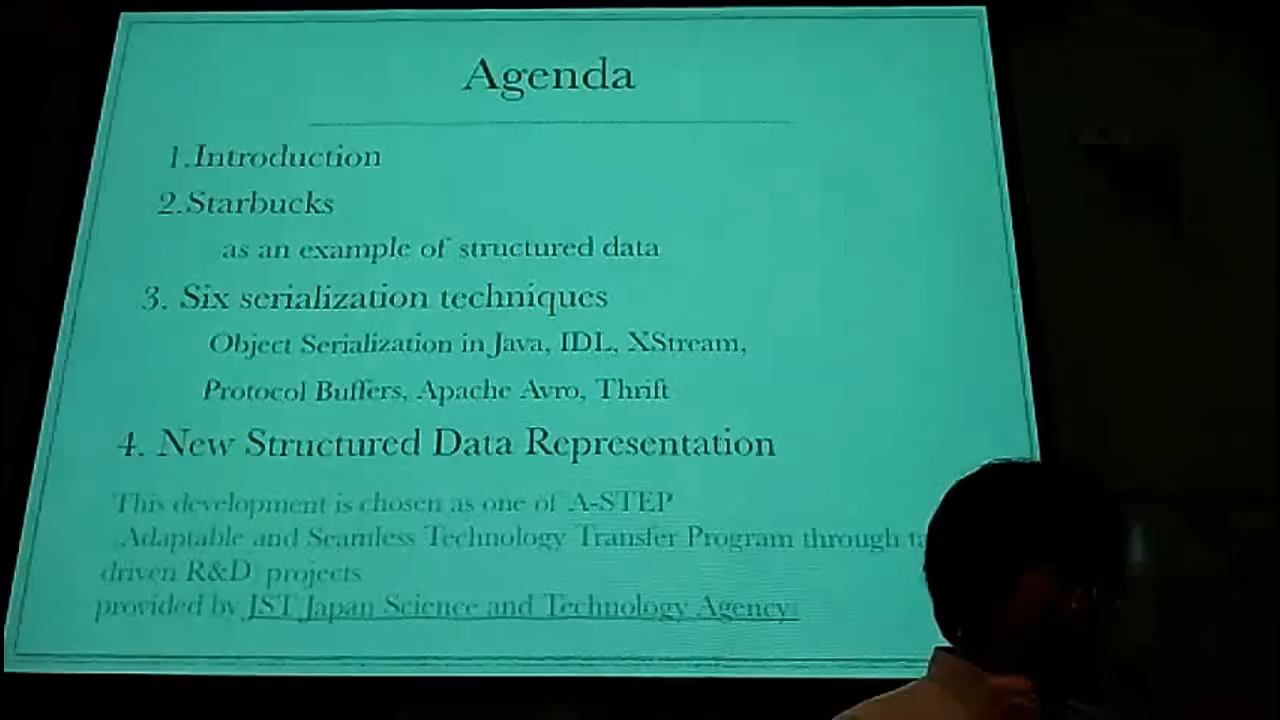 Agenda
1.Introduction
2.Starbucks
as an example of structured data
3. Six serialization techniques
Object Serialization in Java, IDL, XStream,
Protocol Buffers, Apache Avro, Thrift
4. New Structured Data Representation
This development is chosen as one of A-STEP
Adaptable and Seamless Technology Transfer Program through
driven R&D projects
provided by JST Japan Science and Technology Agency.